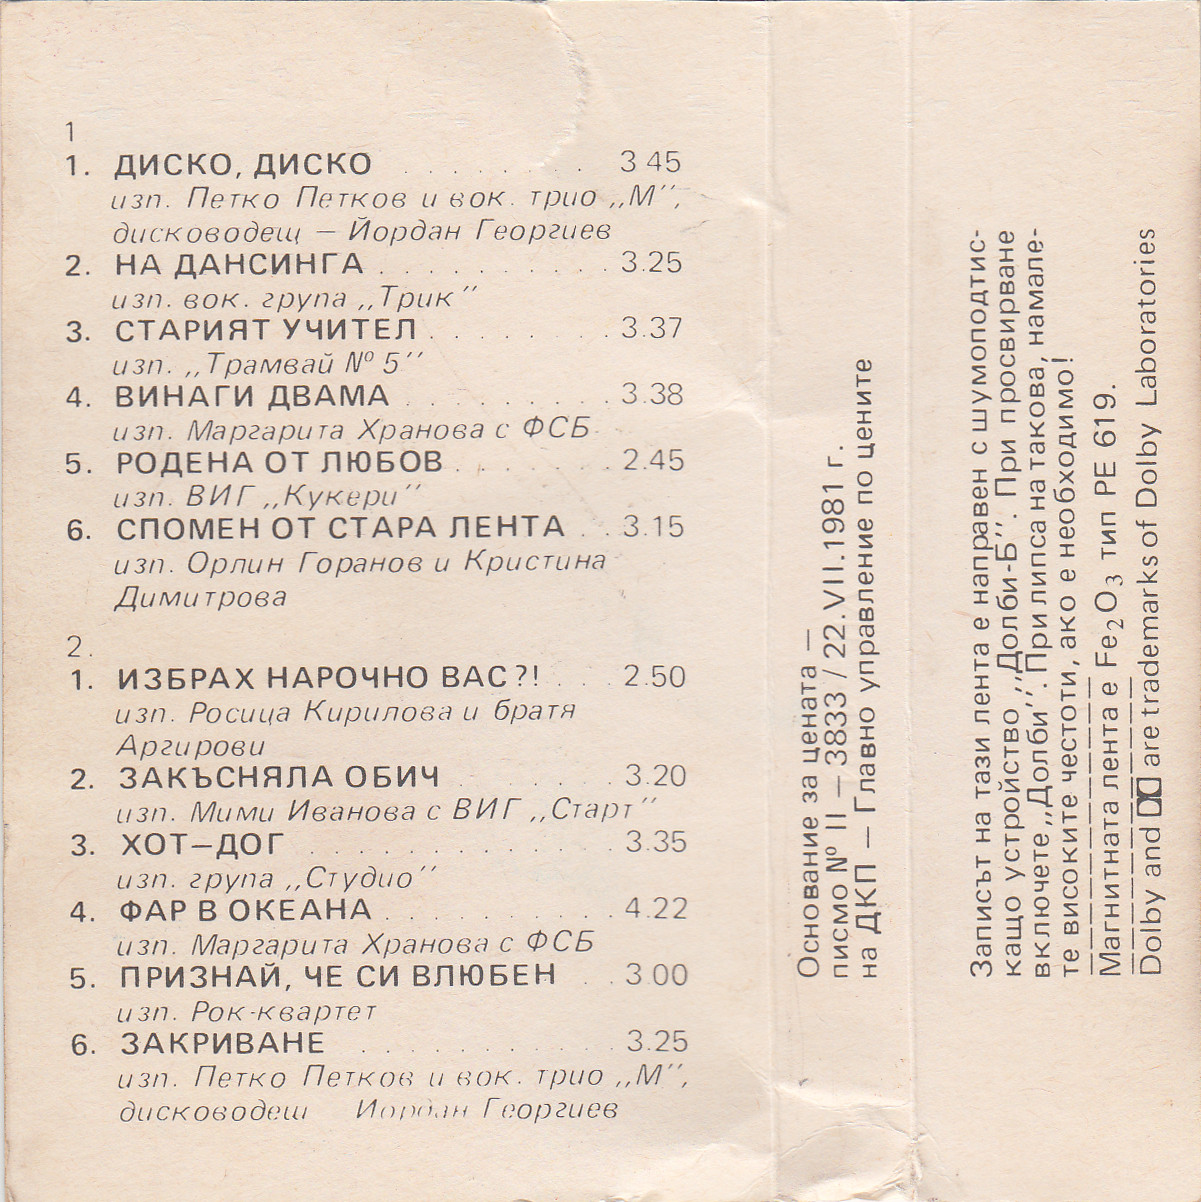 1
1. ДИСКО, ДИСКО . . . . . . . 3 45
изп. Петко Петков и вок. трио „М”,
дисководещ — Йордан Георгиев
2. НА ДАНСИНГА . . . . . . . . . 3.25
изп. вок. група „Трик”
3. СТАРИЯТ УЧИТЕЛ . . . . . . . 3.37
изп. „Трамвай № 5”
4. ВИНАГИ ДВАМА . . . . . . . . 3.38
изп. Маргарита Хранова с ФСБ
5. РОДЕНА ОТ ЛЮБОВ . . . . . . 2.45
изп. ВИГ „Кукери”
6. СПОМЕН ОТ СТАРА ЛЕНТА . . 3.15
изп. Орлин Горанов и Кристина
Димитрова
2.
1. ИЗБРАХ НАРОЧНО ВАС?! . . . 2.50
изп. Росица Кирилова и братя
Аргирови
2. ЗАКЪСНЯЛА ОБИЧ . . . . . . 3.20
изп. Мими Иванова с ВИГ „Старт”
3. ХОТ—ДОГ . . . . . . . . . . . 3.35
изп. група „Студио”
4. ФАР В ОКЕАНА . . . . . . . . . 4.22
изп. Маргарита Хранова с ФСБ
5. ПРИЗНАЙ, ЧЕ СИ ВЛЮБЕН . . 3.00
изп. Рок-квартет
6. ЗАКРИВАНЕ . . . . . . . . . . 3.25
изп. Петко Петков и вок. трио „М”,
дисководещ Йордан Георгиев
Основание за цената —
писмо № II — 3833 / 22.VII.1981 г.
на ДКП — Главно управление по цените
Записът на тази лента е направен с шумоподтис-
кащо устройство „Долби-Б”. При просвирване
включете „Долби”. При липса на такова, намале-
те високите честоти, ако е необходимо!
Магнитната лента е Fe2O3 тип PE 619.
Dolby and are trademarks of Dolby Laboratories